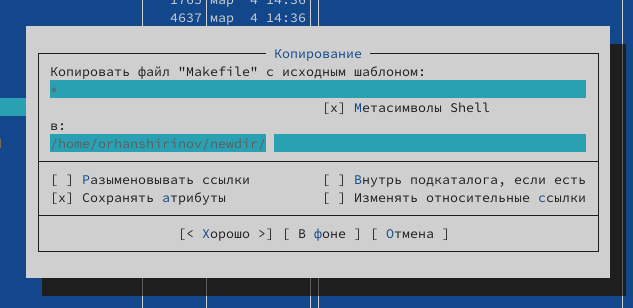 1765 мар  4 14:36
4637 мар  4 14:36
Копирование
Копировать файл "Makefile" с исходным шаблоном:
*
[x] Метасимволы Shell
в:
/home/orhanshirinov/newdir/
[ ] Разыменовывать ссылки [ ] Внутрь подкаталога, если есть
[x] Сохранять атрибуты [ ] Изменять относительные ссылки
[< Хорошо >] [ В фоне ] [ Отмена ]